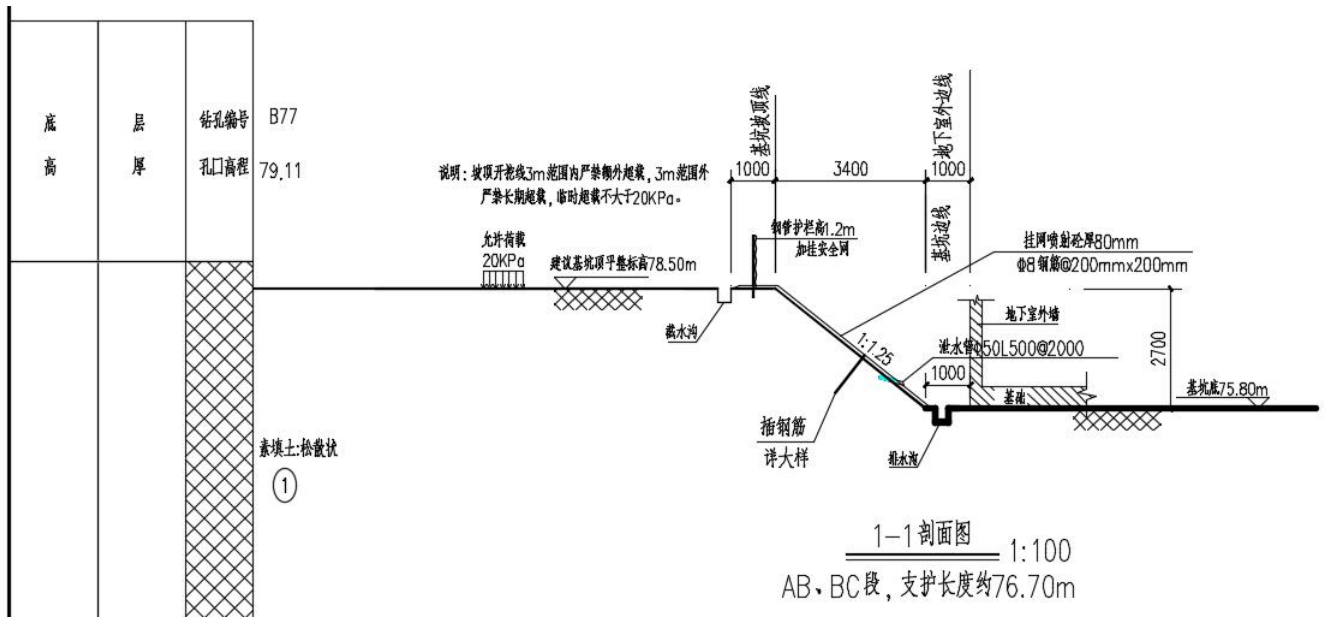 底高
层厚
钻孔编号
B77
孔口高程
79.11
说明：坡顶开挖线3m范围内严禁额外超载，3m范围外
严禁长期超载，临时超载不大于20KPa。
允许荷载
20KPa
建议基坑顶平整标高78.50m
截水沟
1000
3400
1000
基坑坡顶线
地下室外边线
基坑边线
钢管护栏高1.2m
加挂安全网
挂网喷射砼厚80mm
Φ8钢筋@200mmx200mm
地下室外墙
1:1.25
泄水管Φ50L500@2000
1000
2700
基础
基坑底75.80m
插钢筋
详大样
排水沟
素填土:松散状
1
1-1剖面图
1:100
AB、BC段，支护长度约76.70m